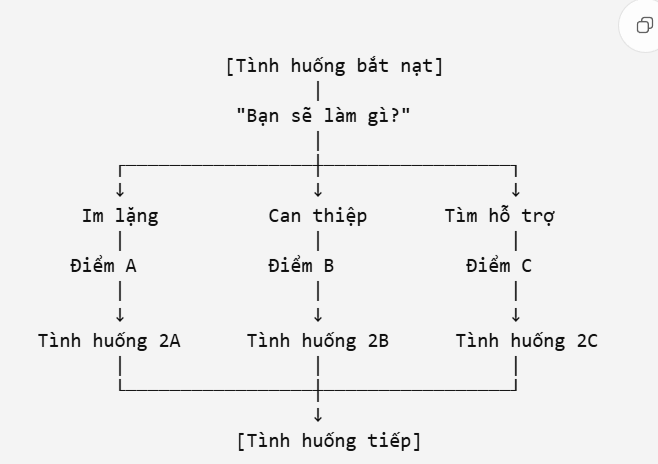 [Tình huống bắt nạt]
"Bạn sẽ làm gì?"
Im lặng Can thiệp Tìm hỗ trợ
Điểm A Điểm B Điểm C
Tình huống 2A Tình huống 2B Tình huống 2C
[Tình huống tiếp]